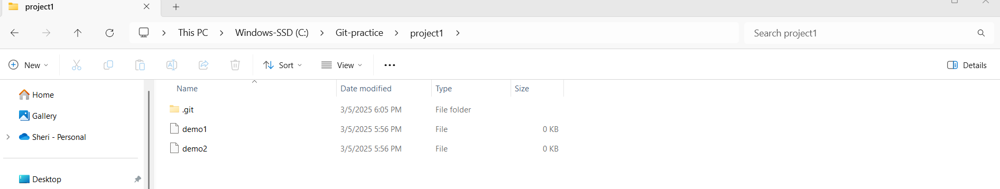 project1
This PC > Windows-SSD (C:) > Git-practice > project1 >
Search project1
New
Sort
View
Details
Name Date modified Type Size
Home
Gallery
Sheri - Personal
Desktop
.git 3/5/2025 6:05 PM File folder
demo1 3/5/2025 5:56 PM File 0 KB
demo2 3/5/2025 5:56 PM File 0 KB